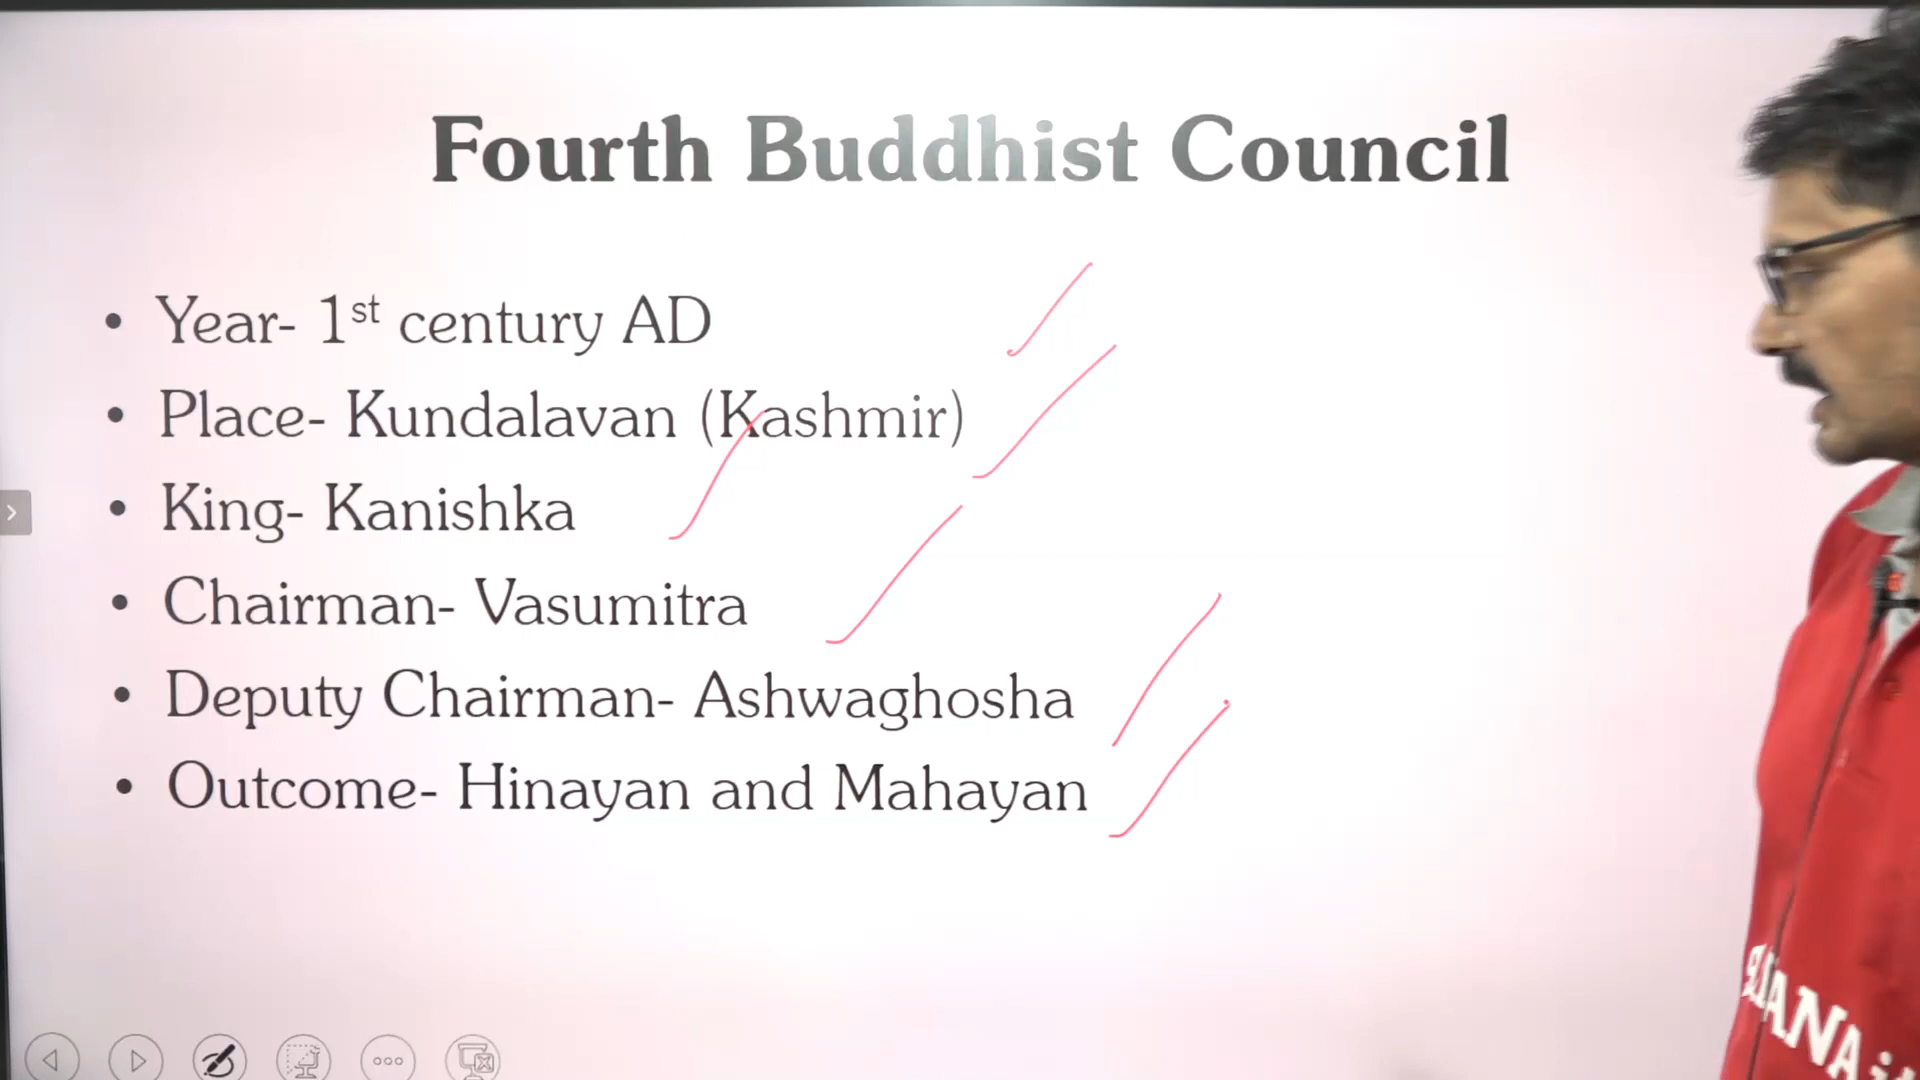 Fourth Buddhist Council
• Year- 1st century AD
• Place- Kundalavan (Kashmir)
• King- Kanishka
• Chairman- Vasumitra
• Deputy Chairman- Ashwaghosha
• Outcome- Hinayan and Mahayan